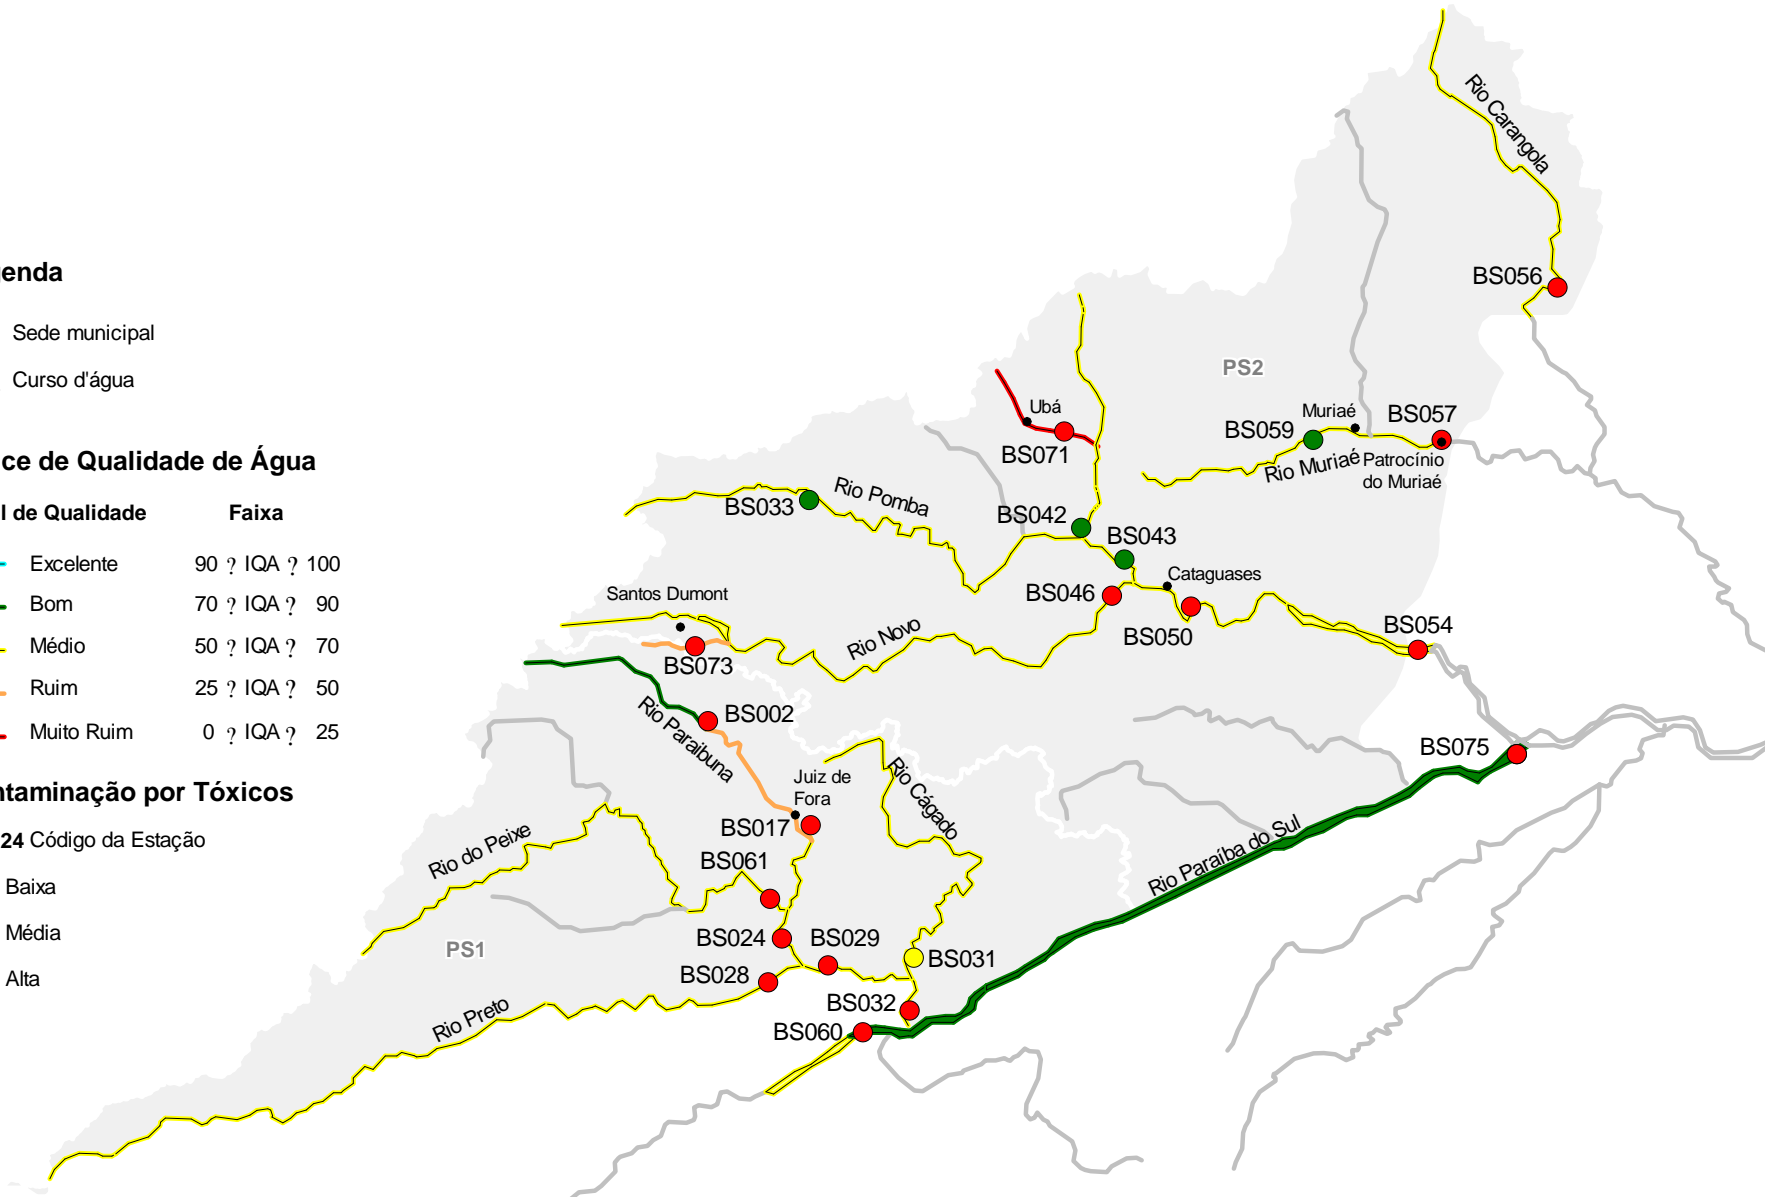 enda
Sede municipal
Curso d'água
ce de Qualidade de Água
l de Qualidade Faixa
Excelente 90 ? IQA ? 100
Bom 70 ? IQA ? 90
Médio 50 ? IQA ? 70
Ruim 25 ? IQA ? 50
Muito Ruim 0 ? IQA ? 25
ntaminação por Tóxicos
24 Código da Estação
Baixa
Média
Alta
Rio Carangola
BS056
PS2
Ubá
BS071
Muriaé
BS059
BS057
Rio Muriaé
Patrocínio
do Muriaé
BS033
Rio Pomba
BS042
BS043
Cataguases
BS046
BS050
BS054
Santos Dumont
BS073
Rio Novo
BS002
Rio Paraibuna
BS075
Juiz de
Fora
BS017
Rio Cágado
Rio do Peixe
BS061
Rio Paraíba do Sul
PS1
BS024
BS029
BS031
BS028
BS032
Rio Preto
BS060